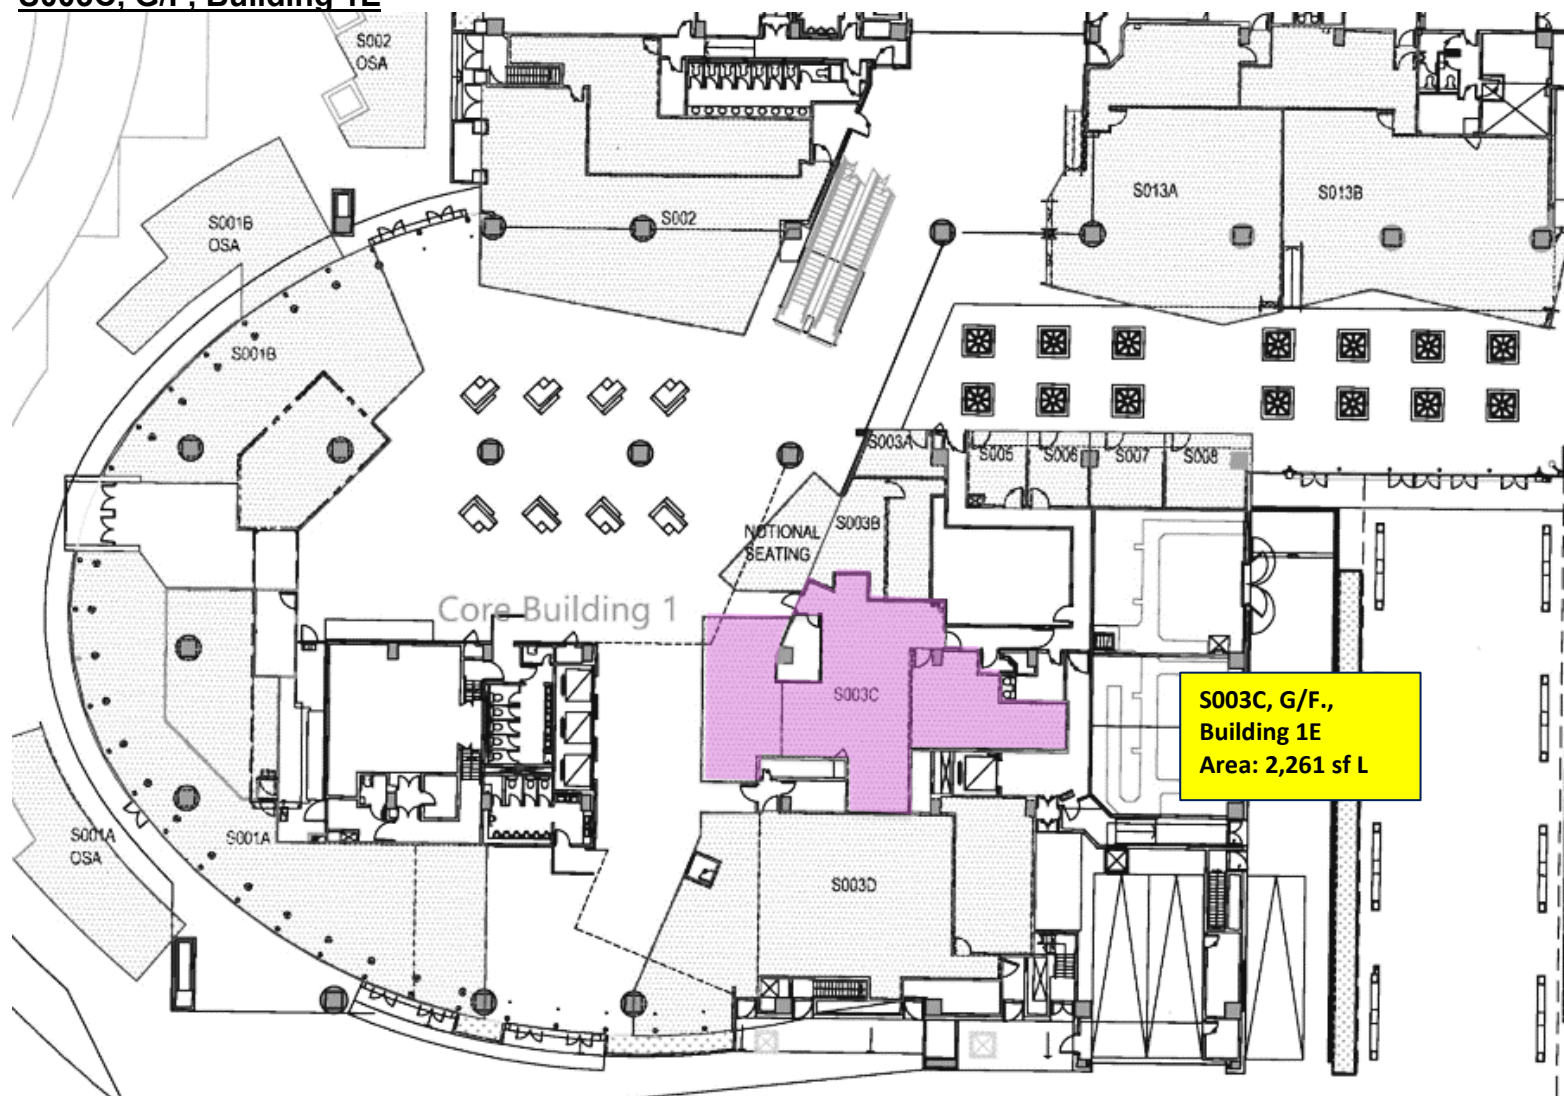 S003C, G/F, Building 1E
S002
OSA
S001B
OSA
S002
S013A
S013B
S001B
S003A
S005
S006
S007
S008
S003B
NOTIONAL
SEATING
Core Building 1
S003C
S003C, G/F.,
Building 1E
Area: 2,261 sf L
S001A
OSA
S001A
S003D